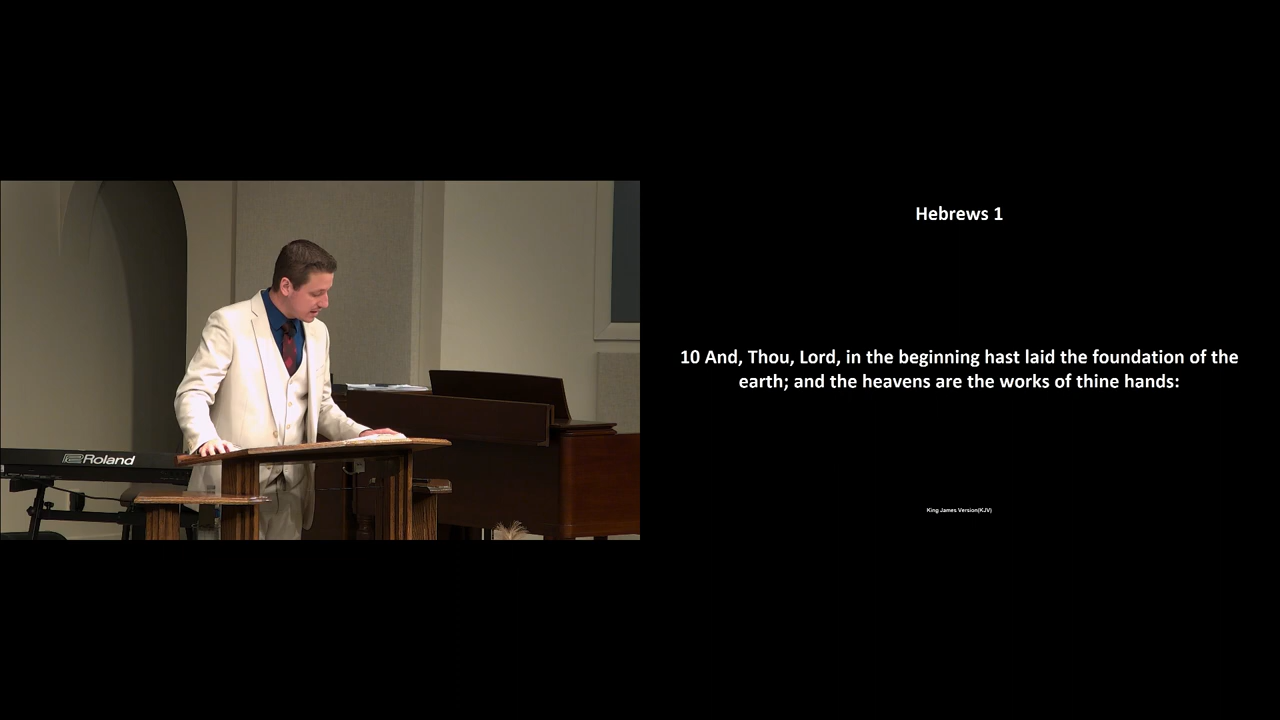 Roland
Hebrews 1
10 And, Thou, Lord, in the beginning hast laid the foundation of the
earth; and the heavens are the works of thine hands:
King James Version(KJV)